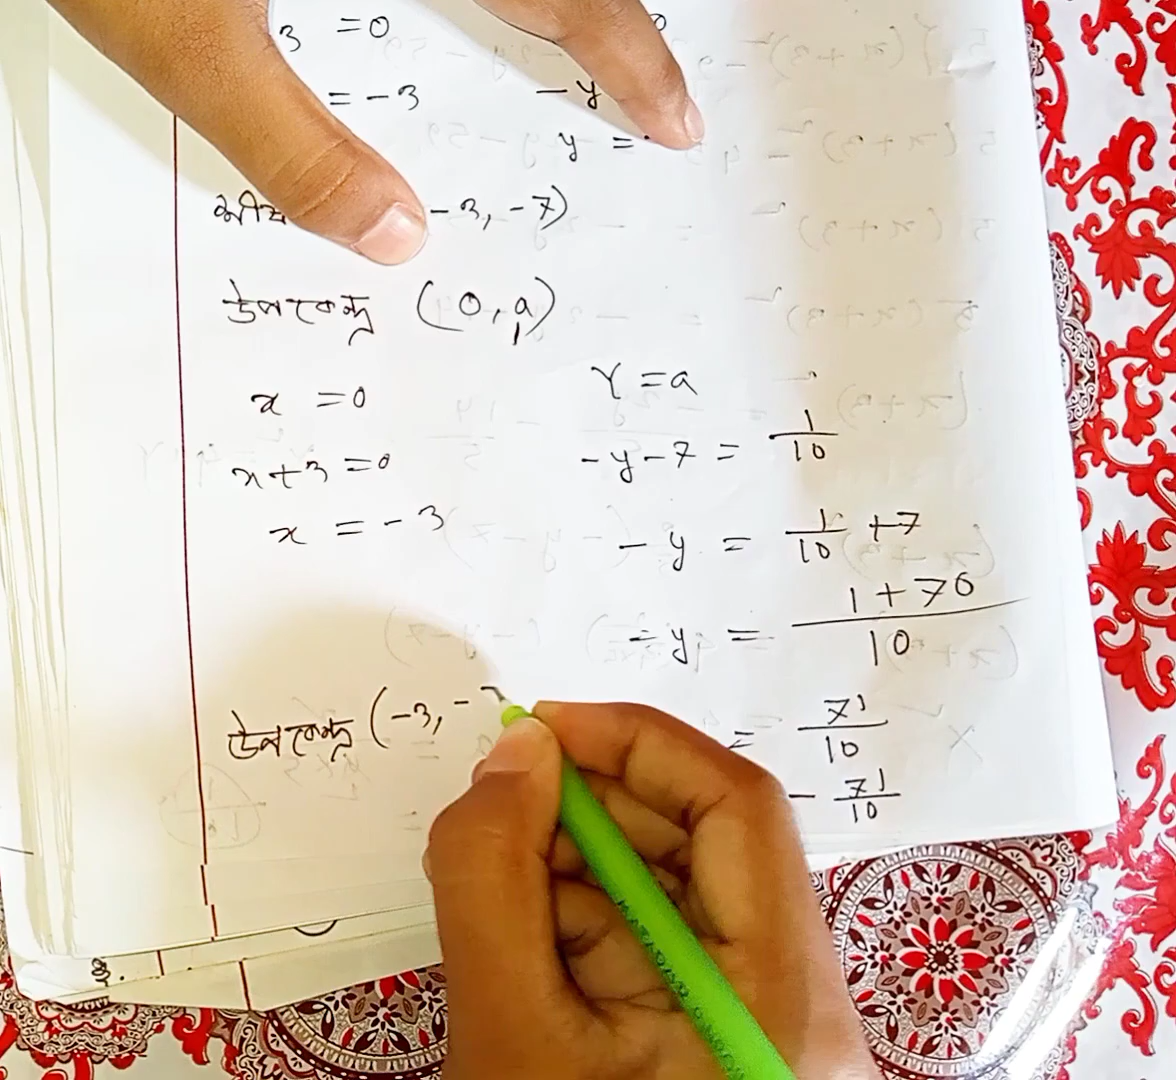 3 = 0
= -3 -y
y =
(-3, -7)
উপকেন্দ্র (0, a)
x = 0 Y = a
x+3 = 0 -y-7 = 1/10
x = -3 -y = 1/10 +7
-y = 1+70/10
উপকেন্দ্র (-3, - = 71/10
- 71/10